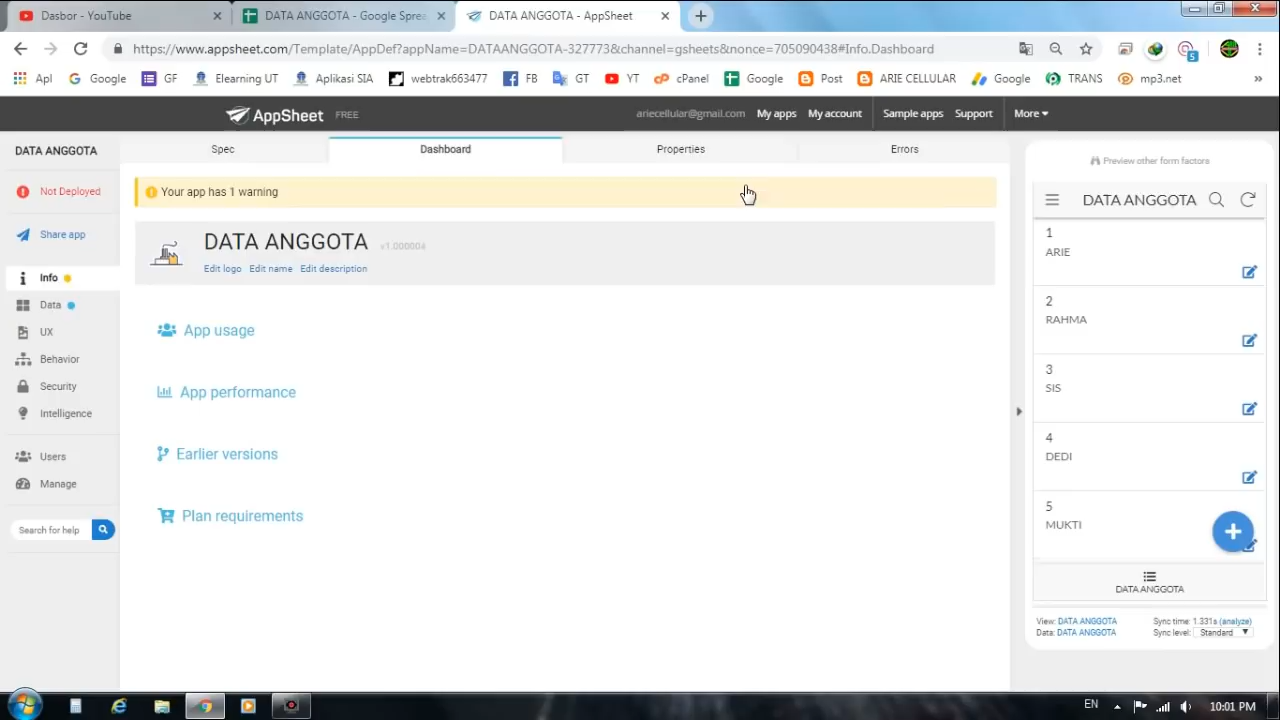 Dasbor - YouTube
DATA ANGGOTA - Google Sprea
DATA ANGGOTA - AppSheet
https://www.appsheet.com/Template/AppDef?appName=DATAANGGOTA-327773&channel=gsheets&nonce=705090438#Info.Dashboard
5
Apl
Google
GF
Elearning UT
Aplikasi SIA
webtrak663477
FB
GT
YT
cPanel
Google
Post
ARIE CELLULAR
Google
TRANS
mp3.net
»
AppSheet FREE
ariecellular@gmail.com
My apps
My account
Sample apps
Support
More
DATA ANGGOTA
Spec
Dashboard
Properties
Errors
Not Deployed
Share app
Info
Data
UX
Behavior
Security
Intelligence
Users
Manage
Search for help
Your app has 1 warning
DATA ANGGOTA v1.000004
Edit logo Edit name Edit description
App usage
App performance
Earlier versions
Plan requirements
Preview other form factors
DATA ANGGOTA
1
ARIE
2
RAHMA
3
SIS
4
DEDI
5
MUKTI
DATA ANGGOTA
View: DATA ANGGOTA
Data: DATA ANGGOTA
Sync time: 1.331s (analyze)
Sync level: Standard
EN
10:01 PM